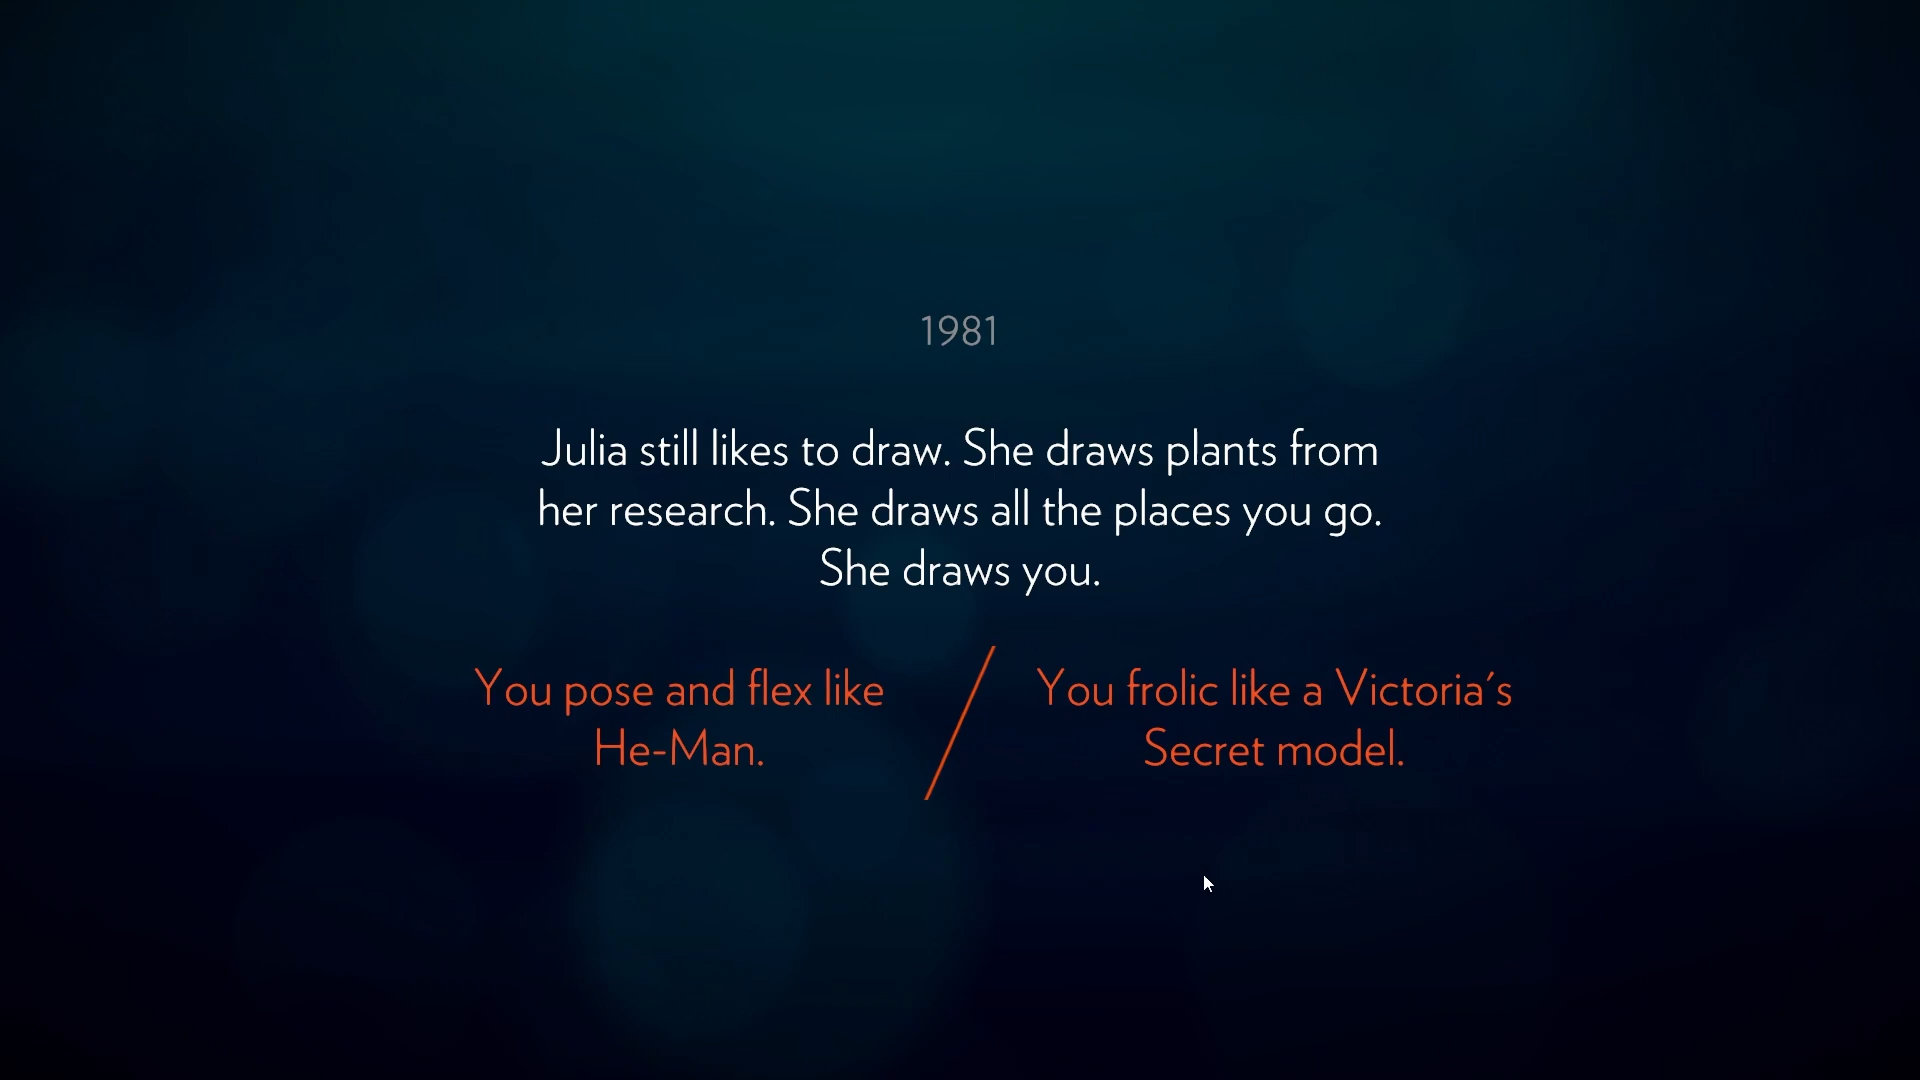 1981
Julia still likes to draw. She draws plants from
her research. She draws all the places you go.
She draws you.
You pose and flex like
He-Man.
You frolic like a Victoria's
Secret model.